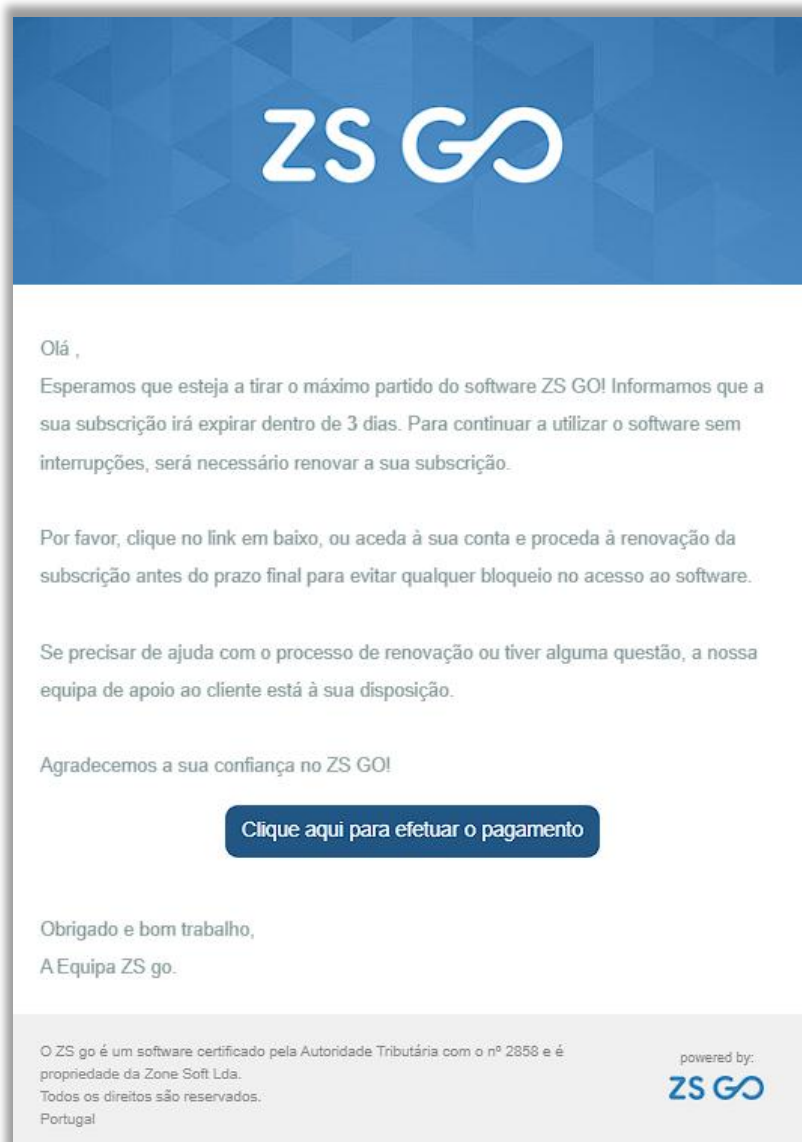 ZS GO
Olá ,
Esperamos que esteja a tirar o máximo partido do software ZS GO! Informamos que a
sua subscrição irá expirar dentro de 3 dias. Para continuar a utilizar o software sem
interrupções, será necessário renovar a sua subscrição.
Por favor, clique no link em baixo, ou aceda à sua conta e proceda à renovação da
subscrição antes do prazo final para evitar qualquer bloqueio no acesso ao software.
Se precisar de ajuda com o processo de renovação ou tiver alguma questão, a nossa
equipa de apoio ao cliente está à sua disposição.
Agradecemos a sua confiança no ZS GO!
Clique aqui para efetuar o pagamento
Obrigado e bom trabalho,
A Equipa ZS go.
O ZS go é um software certificado pela Autoridade Tributária com o nº 2858 e é
propriedade da Zone Soft Lda.
Todos os direitos são reservados.
Portugal
powered by:
ZS GO